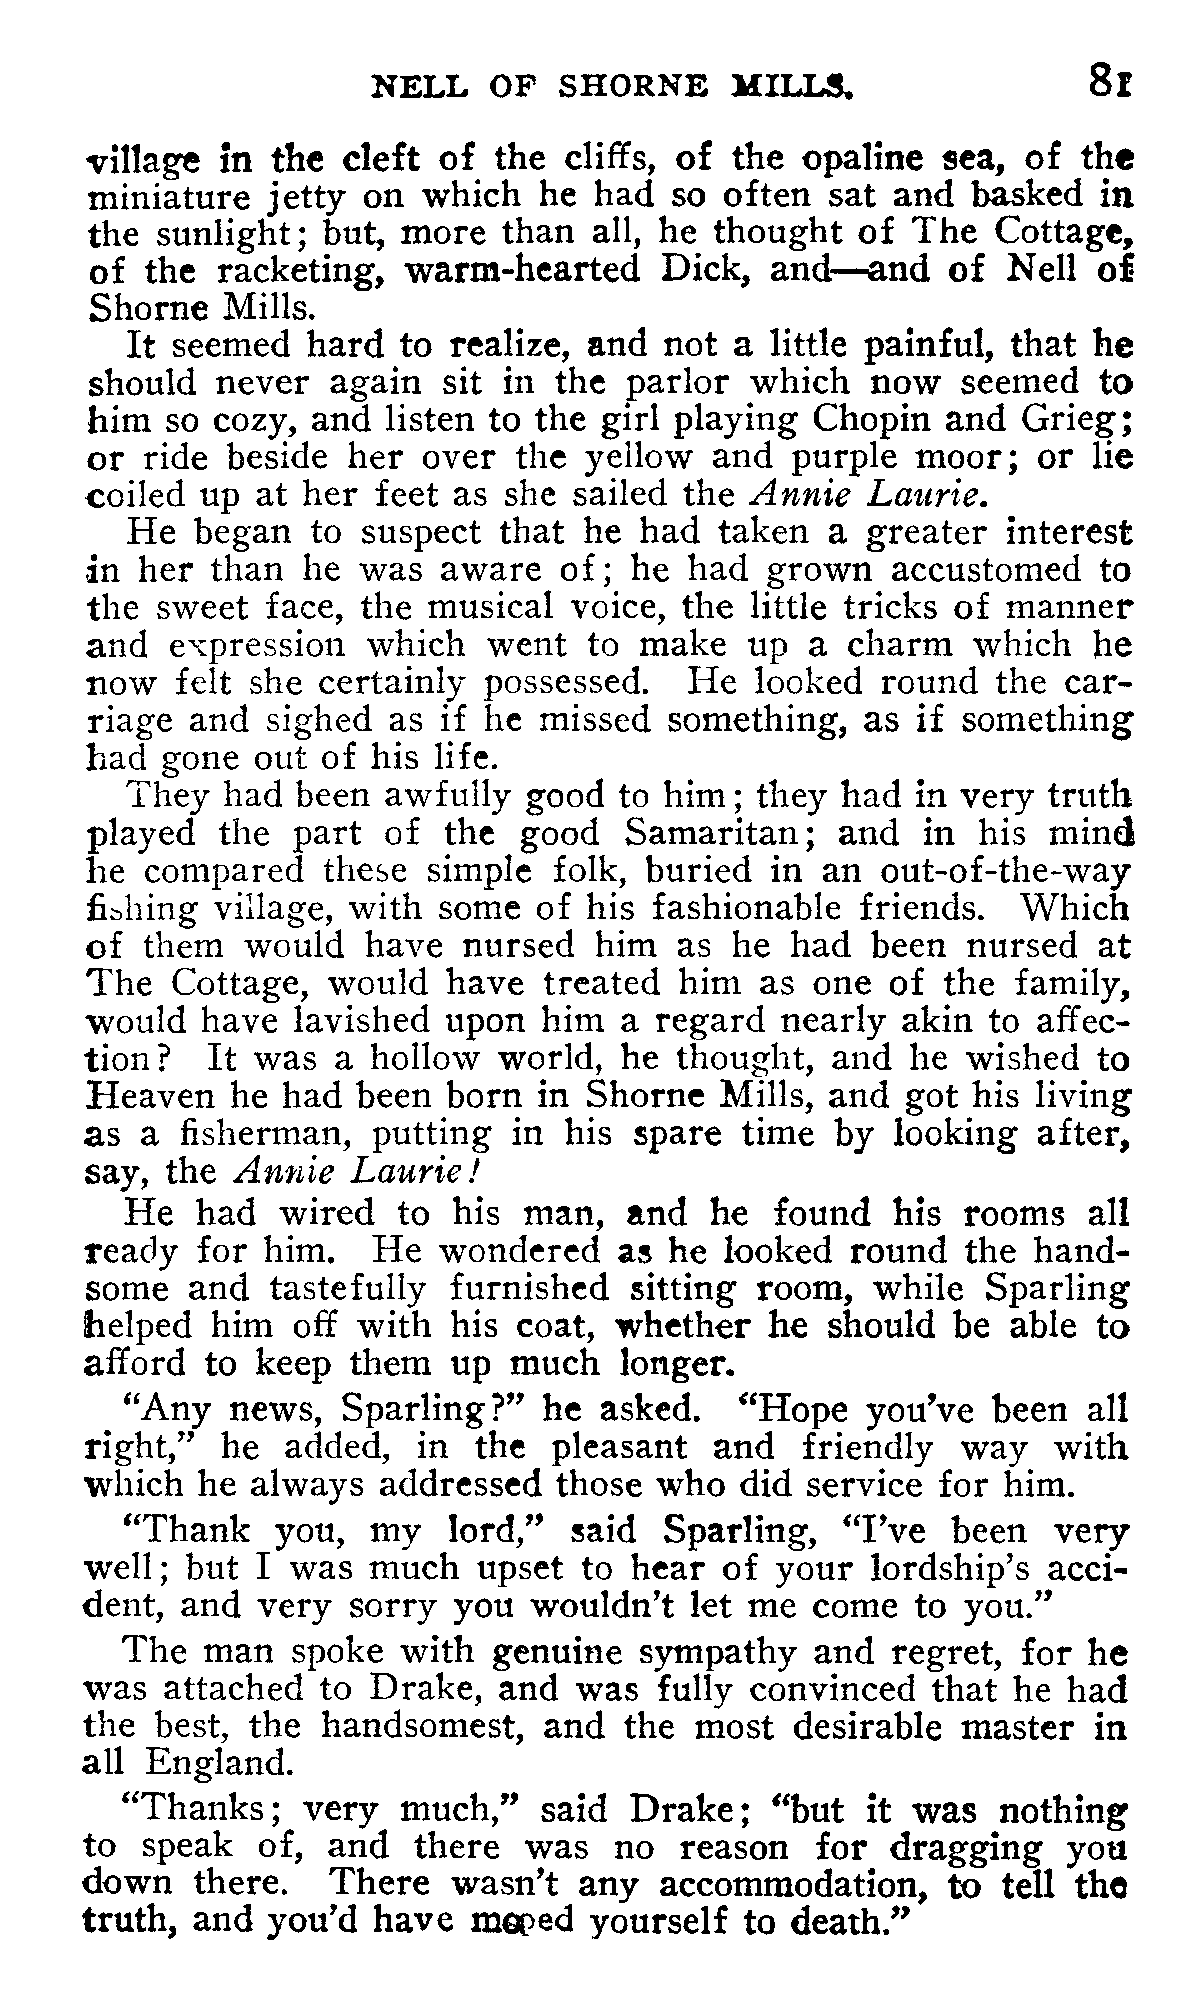 NELL OF SHORNE MILLS. 81
village in the cleft of the cliffs, of the opaline sea, of the
miniature jetty on which he had so often sat and basked in
the sunlight; but, more than all, he thought of The Cottage,
of the racketing, warm-hearted Dick, and—and of Nell of
Shorne Mills.
It seemed hard to realize, and not a little painful, that he
should never again sit in the parlor which now seemed to
him so cozy, and listen to the girl playing Chopin and Grieg;
or ride beside her over the yellow and purple moor; or lie
coiled up at her feet as she sailed the Annie Laurie.
He began to suspect that he had taken a greater interest
in her than he was aware of; he had grown accustomed to
the sweet face, the musical voice, the little tricks of manner
and expression which went to make up a charm which he
now felt she certainly possessed. He looked round the car-
riage and sighed as if he missed something, as if something
had gone out of his life.
They had been awfully good to him; they had in very truth
played the part of the good Samaritan; and in his mind
he compared these simple folk, buried in an out-of-the-way
fishing village, with some of his fashionable friends. Which
of them would have nursed him as he had been nursed at
The Cottage, would have treated him as one of the family,
would have lavished upon him a regard nearly akin to affec-
tion? It was a hollow world, he thought, and he wished to
Heaven he had been born in Shorne Mills, and got his living
as a fisherman, putting in his spare time by looking after,
say, the Annie Laurie!
He had wired to his man, and he found his rooms all
ready for him. He wondered as he looked round the hand-
some and tastefully furnished sitting room, while Sparling
helped him off with his coat, whether he should be able to
afford to keep them up much longer.
“Any news, Sparling?” he asked. “Hope you’ve been all
right,” he added, in the pleasant and friendly way with
which he always addressed those who did service for him.
“Thank you, my lord,” said Sparling, “I’ve been very
well; but I was much upset to hear of your lordship’s acci-
dent, and very sorry you wouldn’t let me come to you.”
The man spoke with genuine sympathy and regret, for he
was attached to Drake, and was fully convinced that he had
the best, the handsomest, and the most desirable master in
all England.
“Thanks; very much,” said Drake; “but it was nothing
to speak of, and there was no reason for dragging you
down there. There wasn’t any accommodation, to tell the
truth, and you’d have moped yourself to death.”